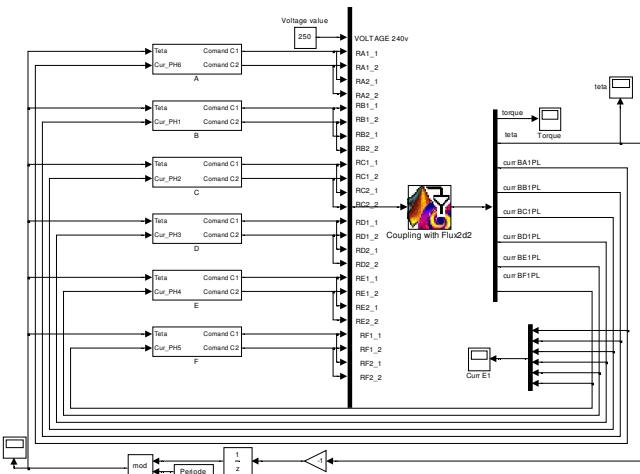 Voltage value
250
VOLTAGE 240v
Teta
Cur_PH6
Comand C1
Comand C2
A
RA1_1
RA1_2
RA2_1
RA2_2
Teta
Cur_PH1
Comand C1
Comand C2
B
RB1_1
RB1_2
RB2_1
RB2_2
Teta
Cur_PH2
Comand C1
Comand C2
C
RC1_1
RC1_2
RC2_1
RC2_2
Teta
Cur_PH3
Comand C1
Comand C2
D
RD1_1
RD1_2
RD2_1
RD2_2
Teta
Cur_PH4
Comand C1
Comand C2
E
RE1_1
RE1_2
RE2_1
RE2_2
Teta
Cur_PH5
Comand C1
Comand C2
F
RF1_1
RF1_2
RF2_1
RF2_2
Coupling with Flux2d2
torque
Torque
teta
teta
curr BA1PL
curr BB1PL
curr BC1PL
curr BD1PL
curr BE1PL
curr BF1PL
Curr E1
mod
Periode
1
z
-1